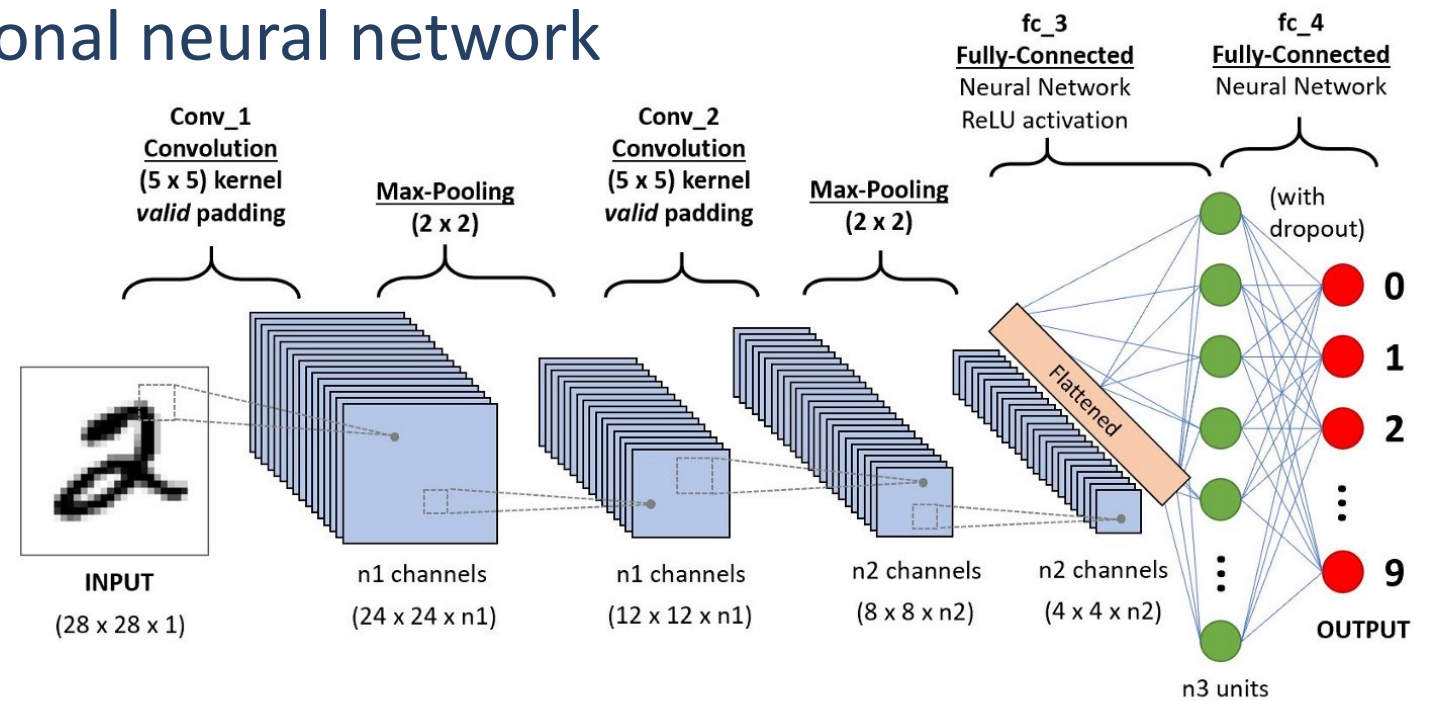 onal neural network
Conv_1
Convolution
(5 x 5) kernel
valid padding
Max-Pooling
(2 x 2)
Conv_2
Convolution
(5 x 5) kernel
valid padding
Max-Pooling
(2 x 2)
fc_3
Fully-Connected
Neural Network
ReLU activation
fc_4
Fully-Connected
Neural Network
(with
dropout)
Flattened
0
1
2
9
OUTPUT
INPUT
(28 x 28 x 1)
n1 channels
(24 x 24 x n1)
n1 channels
(12 x 12 x n1)
n2 channels
(8 x 8 x n2)
n2 channels
(4 x 4 x n2)
n3 units
2